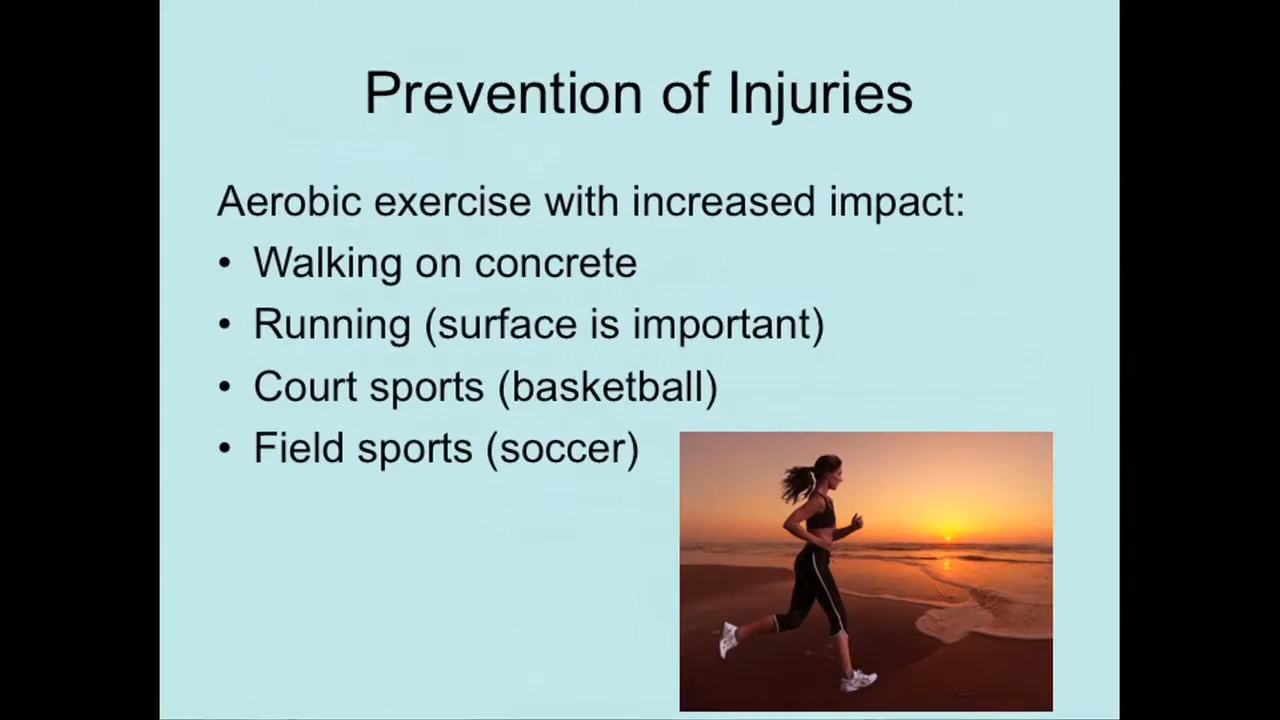 Prevention of Injuries
Aerobic exercise with increased impact:
• Walking on concrete
• Running (surface is important)
• Court sports (basketball)
• Field sports (soccer)